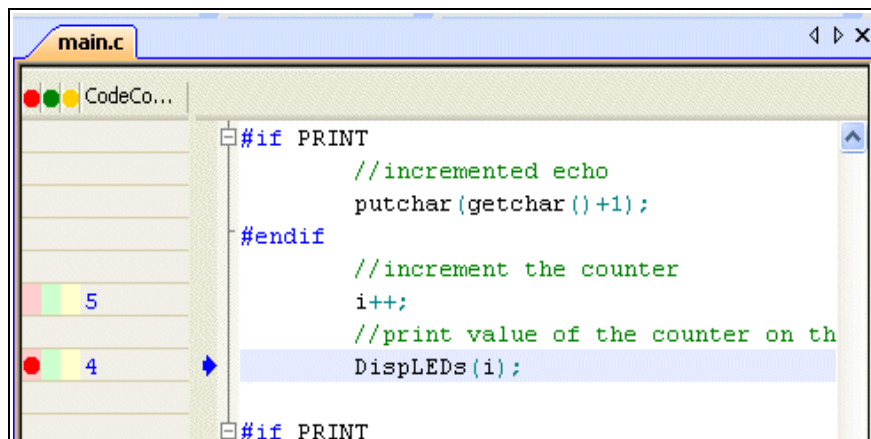 main.c
CodeCo...
#if PRINT
//incremented echo
putchar(getchar()+1);
#endif
//increment the counter
5 i++;
//print value of the counter on th
4 DispLEDs(i);
#if PRINT